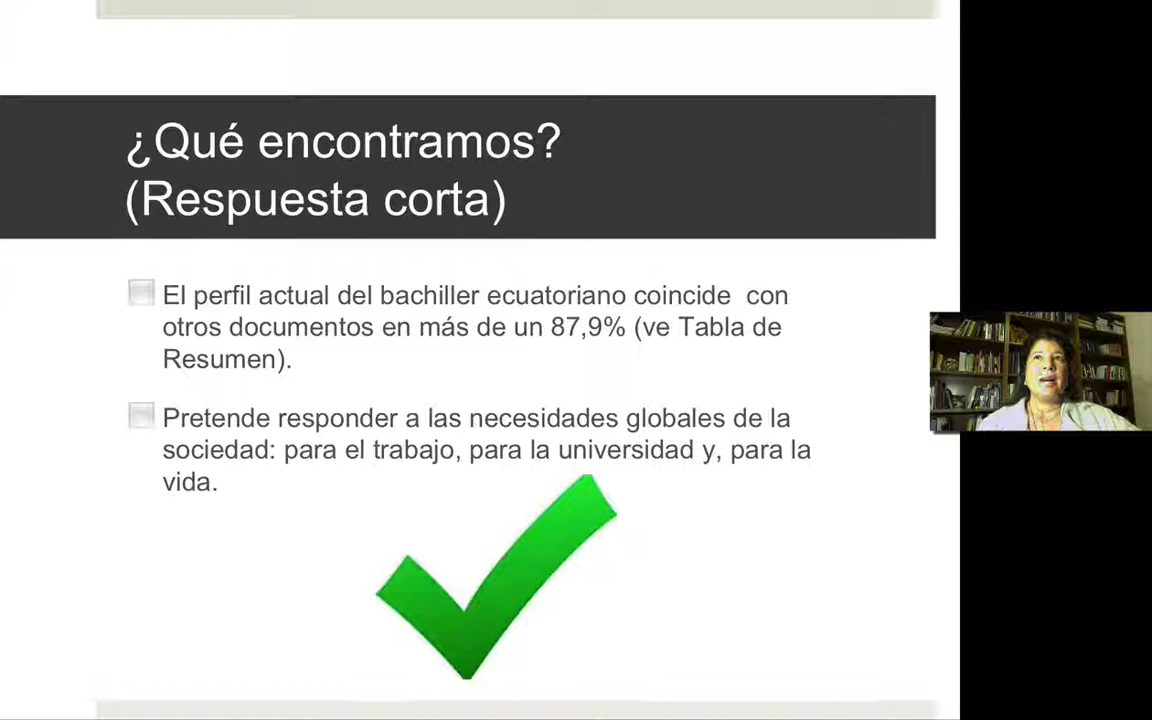 ¿Qué encontramos?
(Respuesta corta)
El perfil actual del bachiller ecuatoriano coincide con
otros documentos en más de un 87,9% (ve Tabla de
Resumen).
Pretende responder a las necesidades globales de la
sociedad: para el trabajo, para la universidad y, para la
vida.